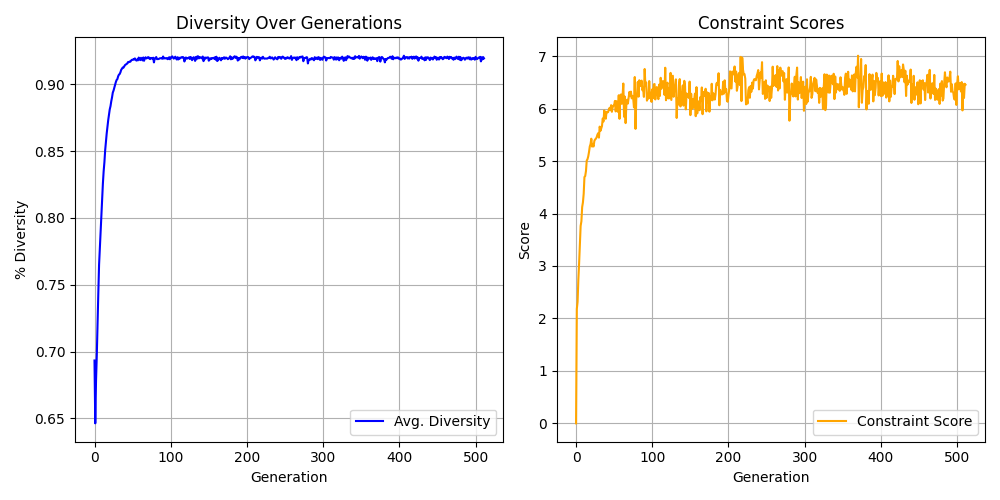 Diversity Over Generations
% Diversity
0.90
0.85
0.80
0.75
0.70
0.65
0 100 200 300 400 500
Generation
Avg. Diversity
Constraint Scores
Score
7
6
5
4
3
2
1
0
0 100 200 300 400 500
Generation
Constraint Score